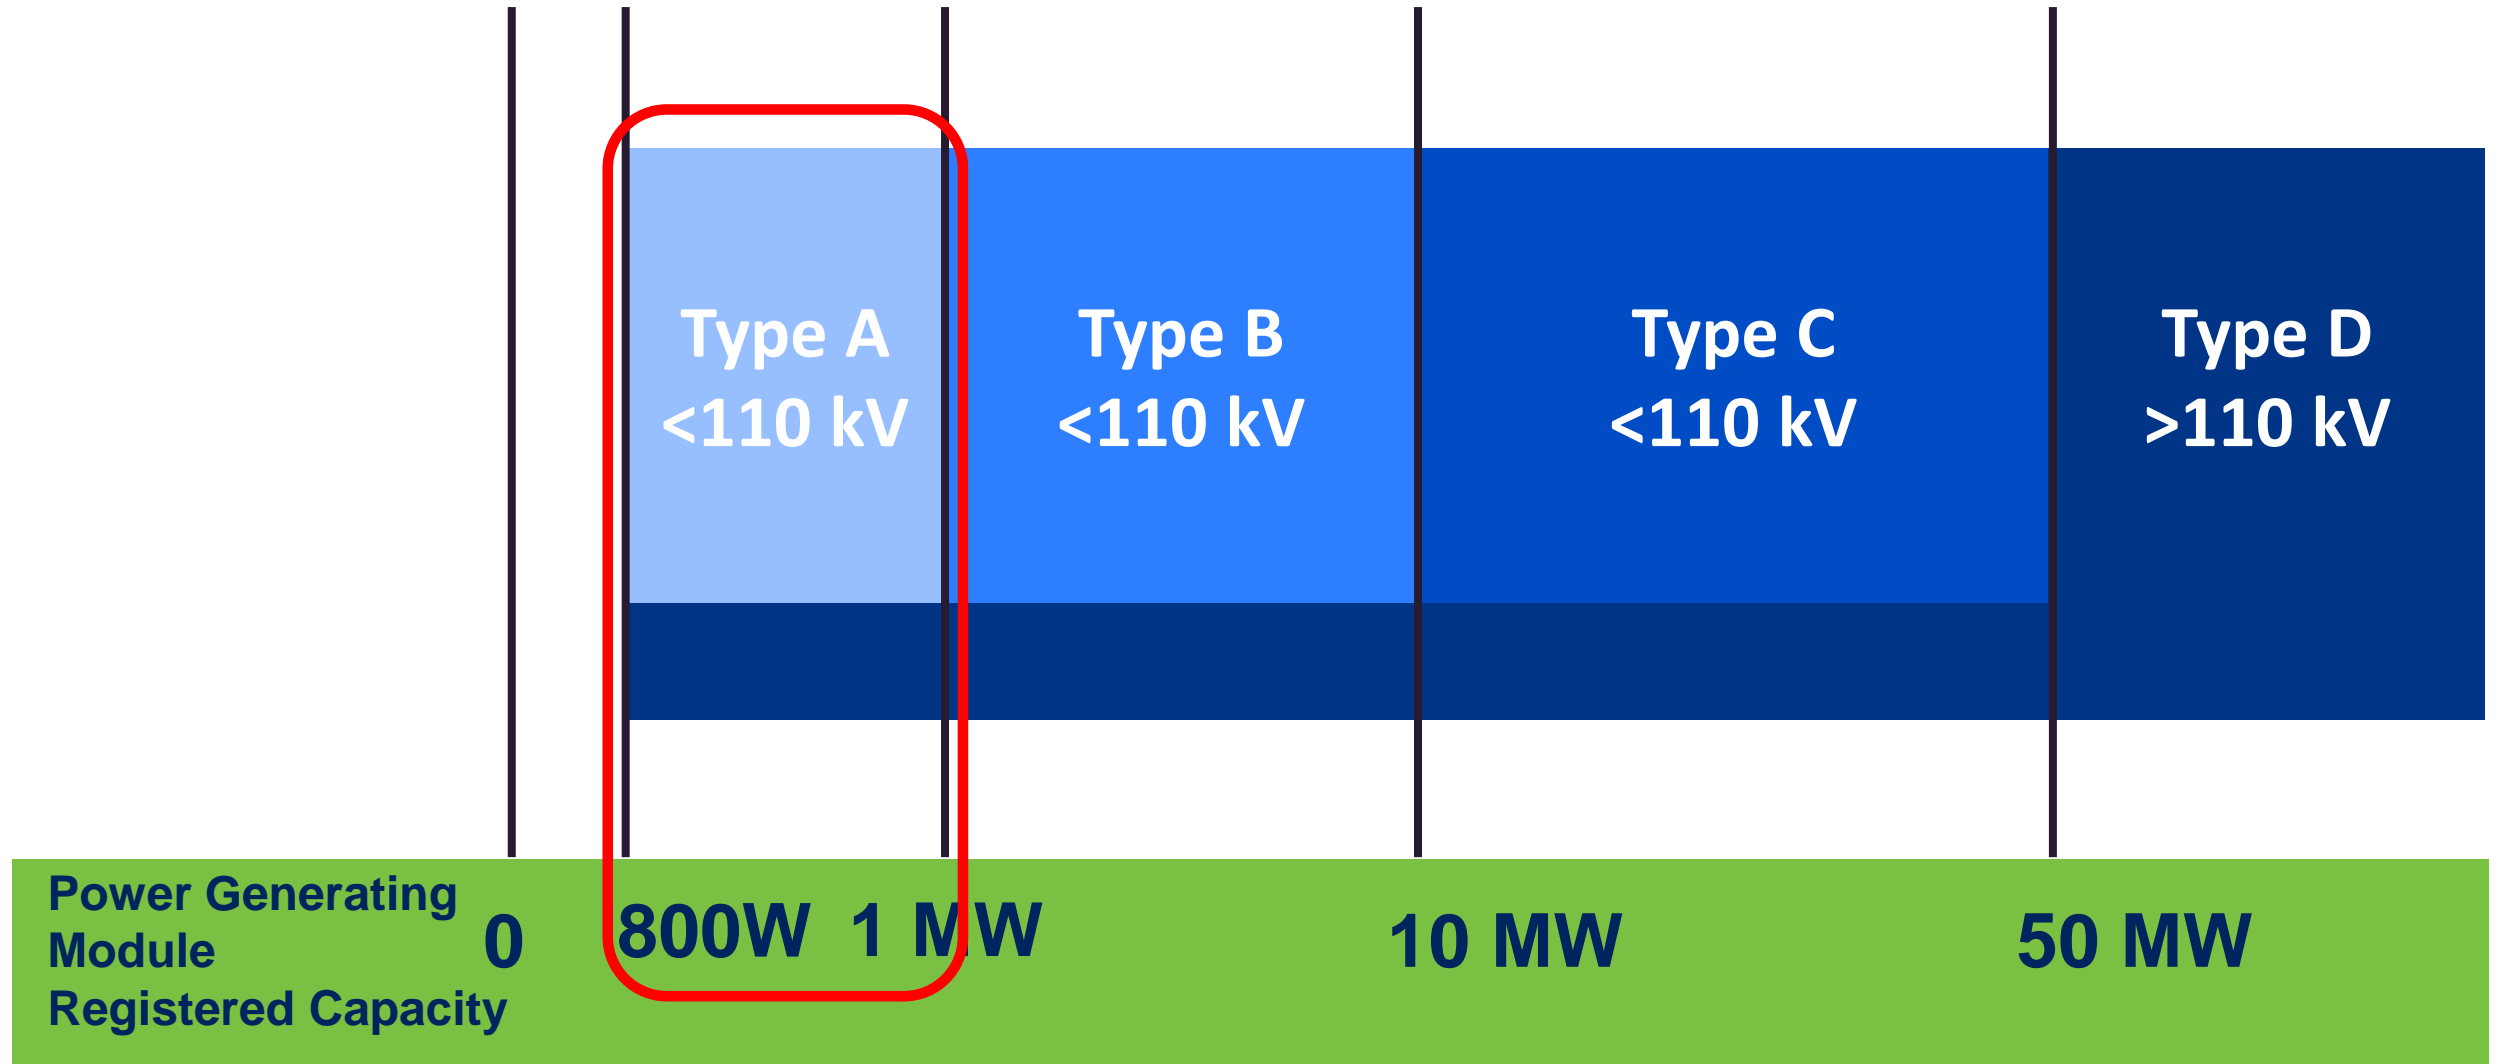 Type A
<110 kV
Type B
<110 kV
Type C
<110 kV
Type D
>110 kV
Power Generating
Module
Registered Capacity
0
800W
1 MW
10 MW
50 MW